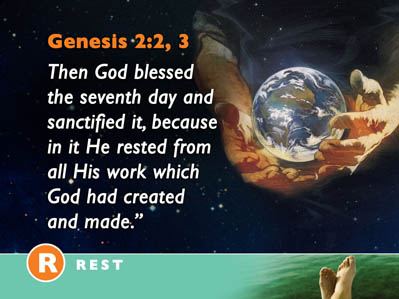 Genesis 2:2, 3
Then God blessed
the seventh day and
sanctified it, because
in it He rested from
all His work which
God had created
and made.”
R REST